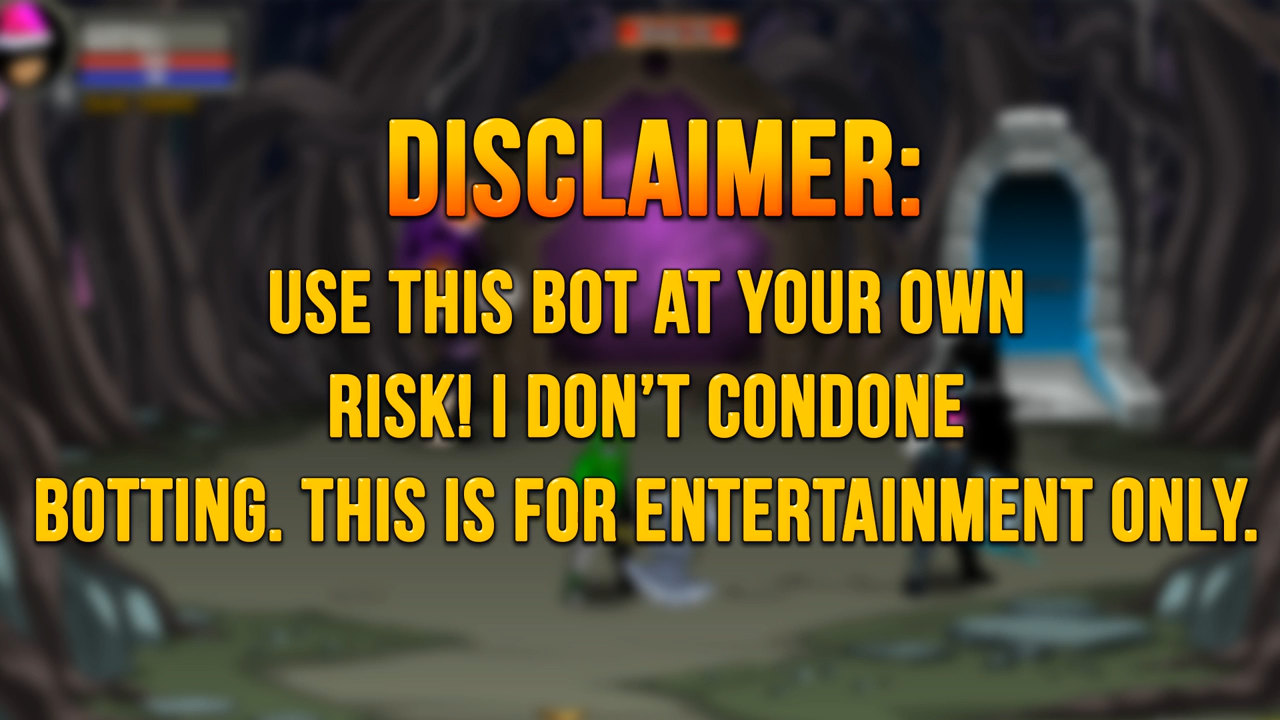 DISCLAIMER:
USE THIS BOT AT YOUR OWN
RISK! I DON'T CONDONE
BOTTING. THIS IS FOR ENTERTAINMENT ONLY.